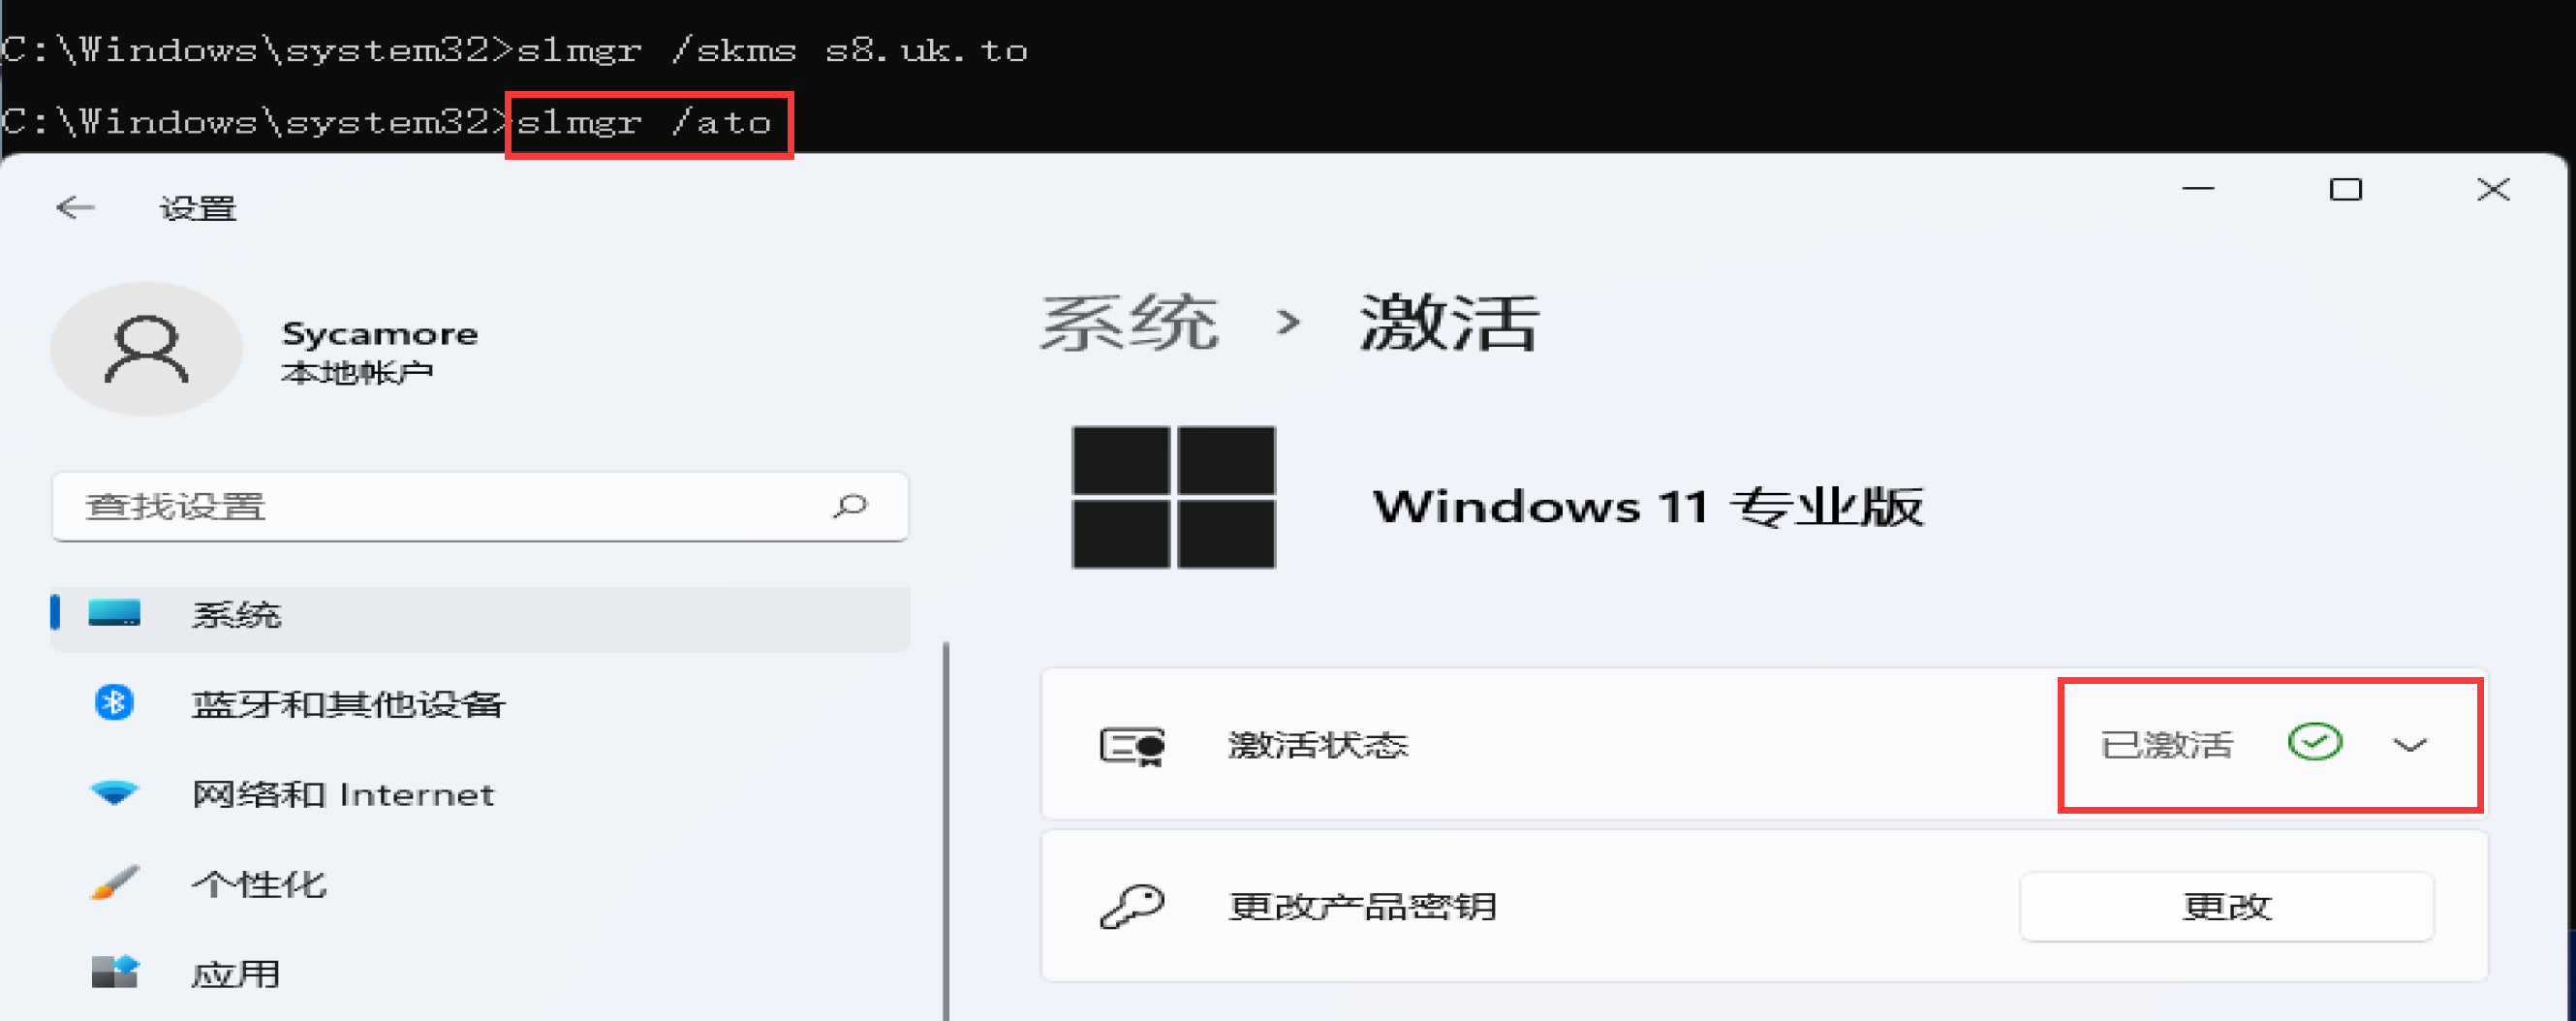 C:\Windows\system32>slmgr /skms s8.uk.to
C:\Windows\system32>slmgr /ato
设置
Sycamore
本地帐户
查找设置
系统
蓝牙和其他设备
网络和 Internet
个性化
应用
系统 › 激活
Windows 11 专业版
激活状态
已激活
更改产品密钥
更改